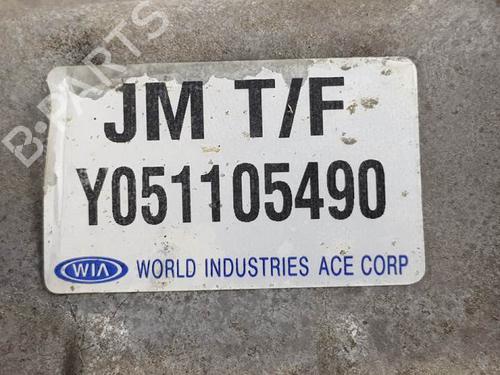 B-PARTS
JM T/F
Y051105490
WIA WORLD INDUSTRIES ACE CORP